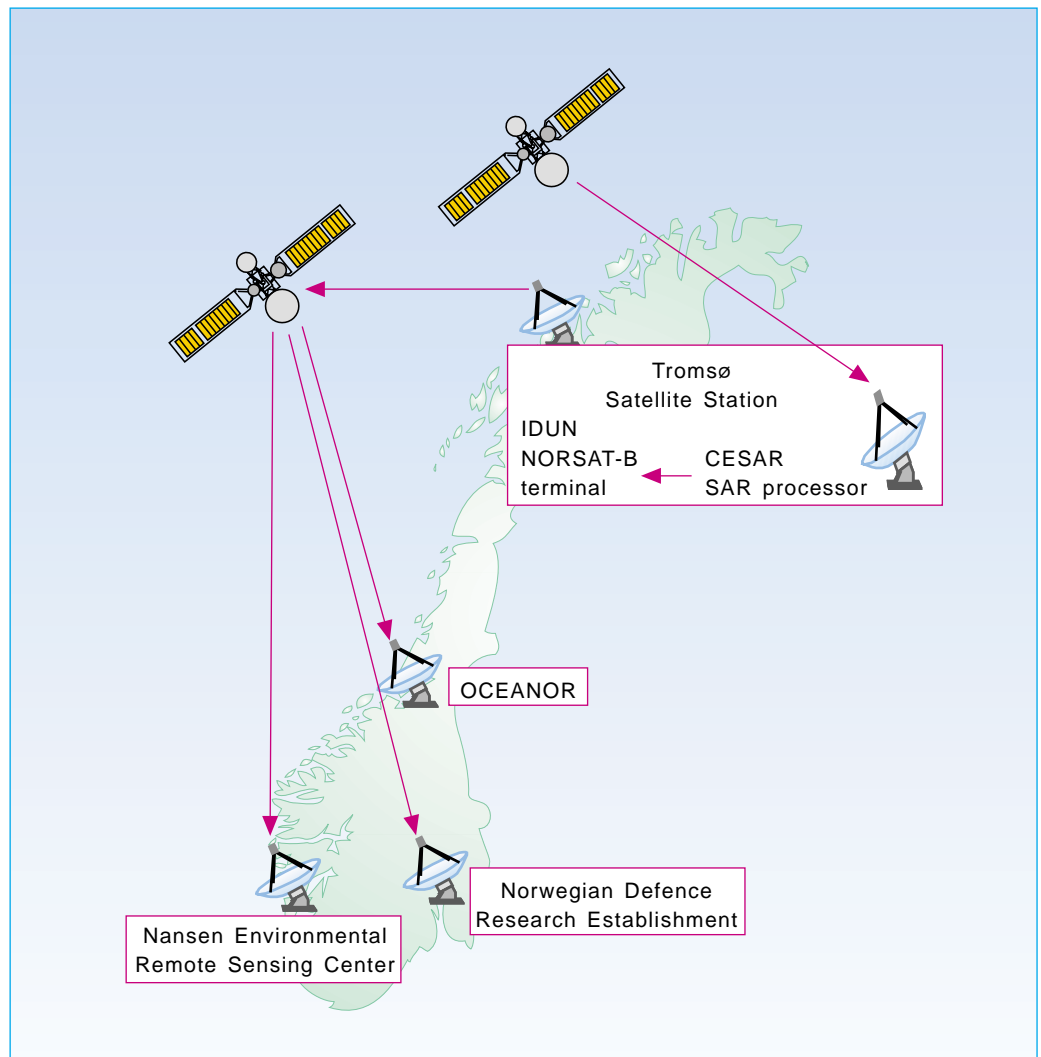 Tromsø
Satellite Station
IDUN
NORSAT-B
terminal
CESAR
SAR processor
OCEANOR
Norwegian Defence
Research Establishment
Nansen Environmental
Remote Sensing Center